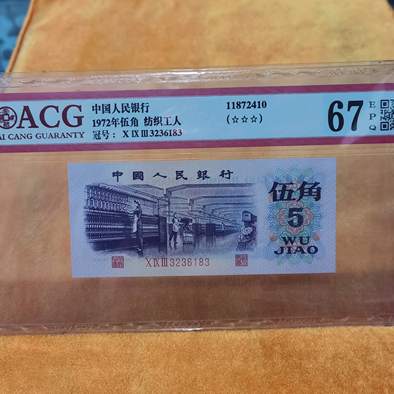 ACG
AI CANG GUARANTY
中国人民银行
1972年伍角 纺织工人
冠号：X IX III 3236183
11872410
(☆☆☆)
67
EPQ
中國人民銀行
伍角
5
WU
JIAO
X IX III 3236183